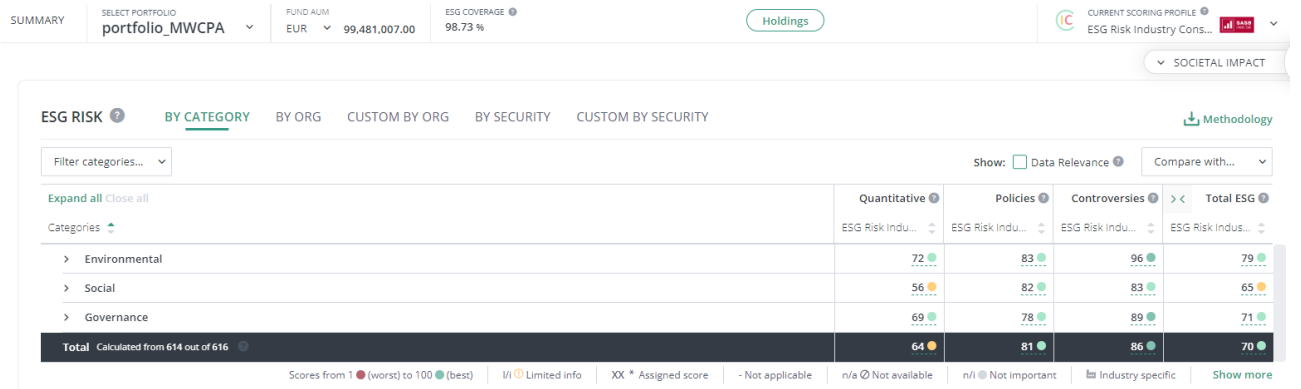 SUMMARY
SELECT PORTFOLIO
portfolio_MWCPA
FUND AUM
EUR 99,481,007.00
ESG COVERAGE ?
98.73 %
Holdings
IC
CURRENT SCORING PROFILE ?
ESG Risk Industry Cons... SASB
SOCIETAL IMPACT
ESG RISK ? BY CATEGORY BY ORG CUSTOM BY ORG BY SECURITY CUSTOM BY SECURITY
Methodology
Filter categories... Show: Data Relevance ? Compare with...
Expand all Close all Quantitative ? Policies ? Controversies ? Total ESG ?
Categories ESG Risk Indu... ESG Risk Indu... ESG Risk Indu... ESG Risk Indus...
Environmental 72 83 96 79
Social 56 82 83 65
Governance 69 78 89 71
Total Calculated from 614 out of 616 ? 64 81 86 70
Scores from 1 (worst) to 100 (best) I/i Limited info XX * Assigned score - Not applicable n/a Not available n/i Not important Industry specific Show more